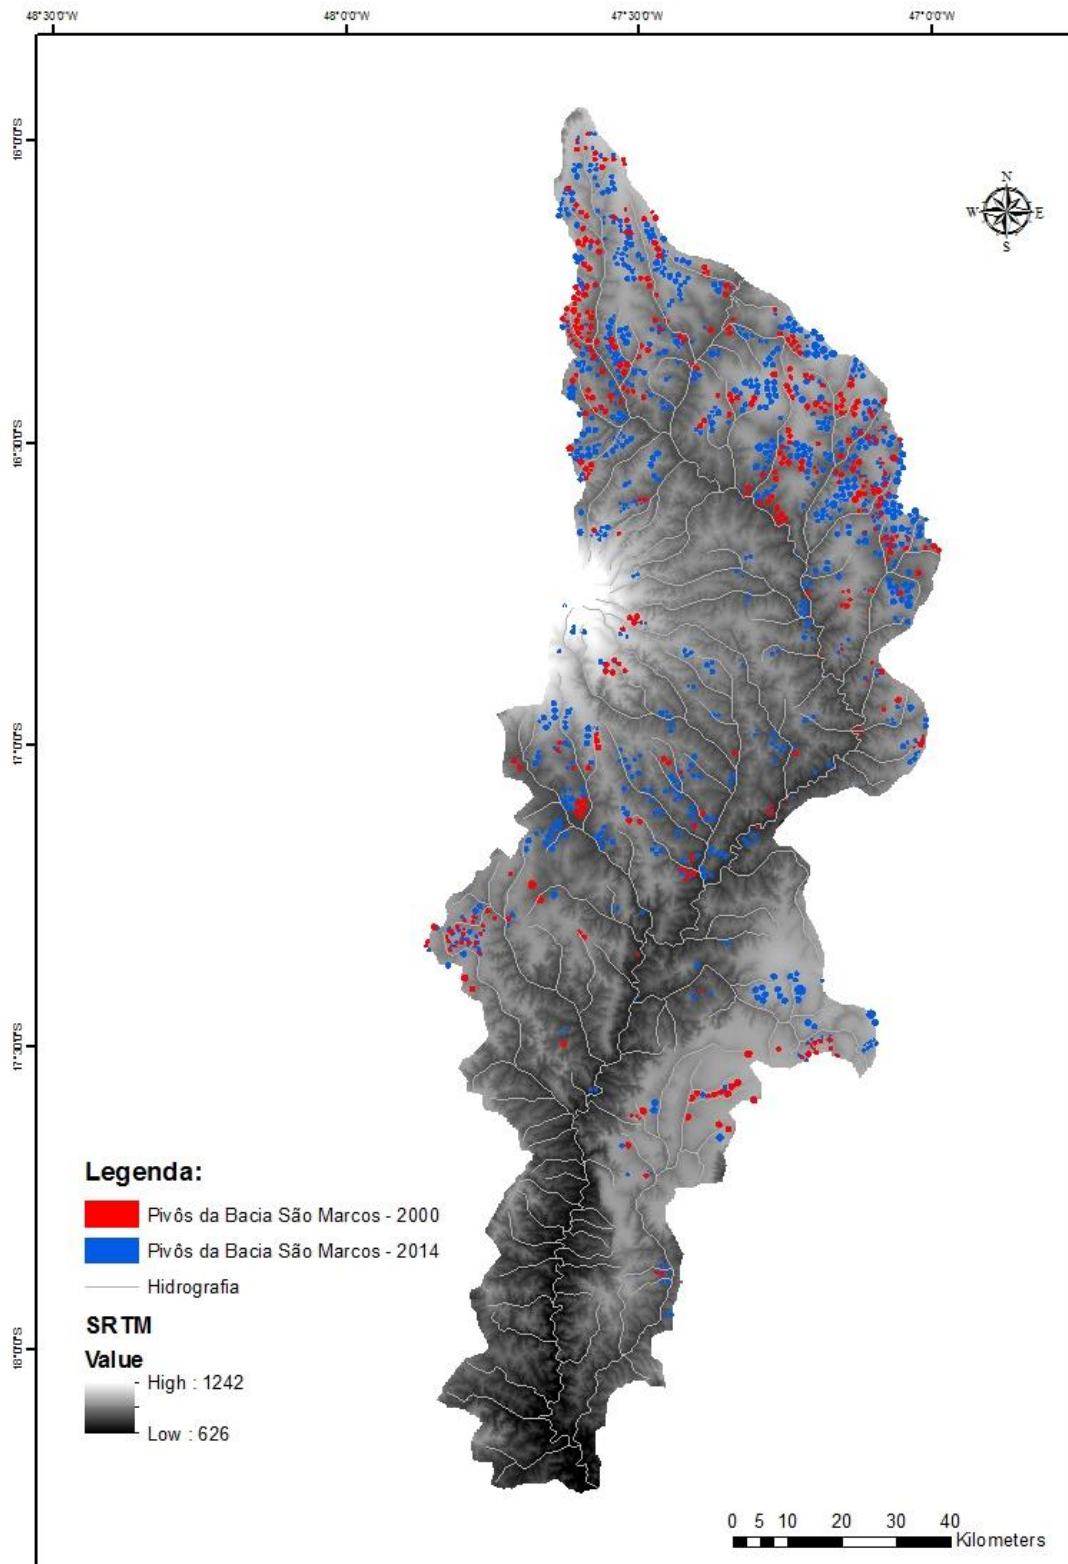 48°30'0"W 48°0'0"W 47°30'0"W 47°0'0"W
16°0'0"S
N
W E
S
16°30'0"S
17°0'0"S
17°30'0"S
Legenda:
Pivôs da Bacia São Marcos - 2000
Pivôs da Bacia São Marcos - 2014
Hidrografia
SRTM
Value
18°0'0"S
High : 1242
Low : 626
0 5 10 20 30 40
Kilometers